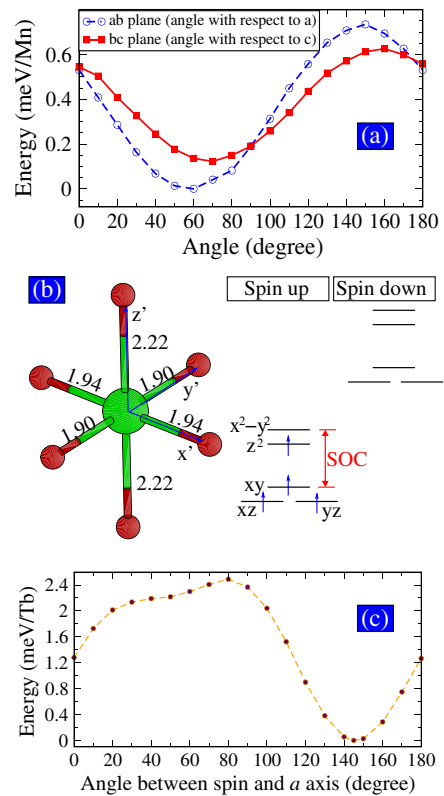 ab plane (angle with respect to a)
bc plane (angle with respect to c)
Energy (meV/Mn)
0.6
0.4
0.2
0
(a)
0 20 40 60 80 100 120 140 160 180
Angle (degree)
(b)
Spin up Spin down
z'
2.22
1.94
1.90
y'
1.90
1.94
x'
2.22
x²−y²
z²
SOC
xy
xz
yz
Energy (meV/Tb)
2.4
1.8
1.2
0.6
0
(c)
0 20 40 60 80 100 120 140 160 180
Angle between spin and a axis (degree)